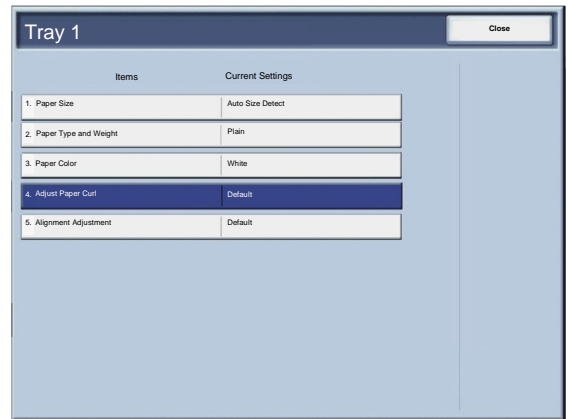 Tray 1 Close
Items Current Settings
1. Paper Size Auto Size Detect
2. Paper Type and Weight Plain
3. Paper Color White
4. Adjust Paper Curl Default
5. Alignment Adjustment Default